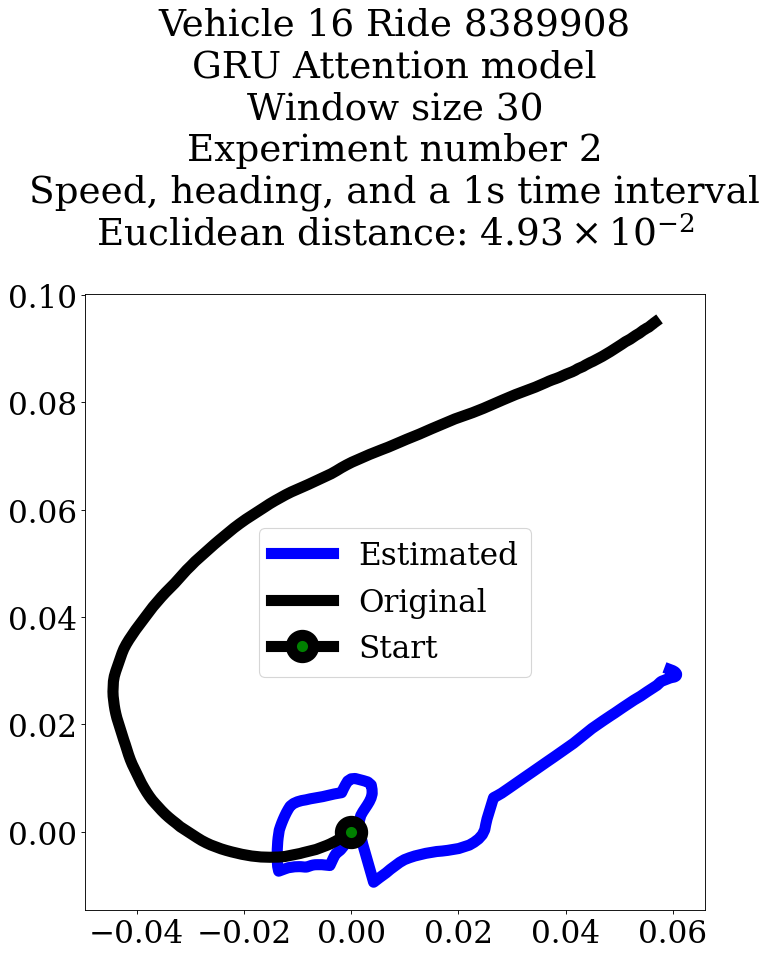 Vehicle 16 Ride 8389908
GRU Attention model
Window size 30
Experiment number 2
Speed, heading, and a 1s time interval
Euclidean distance: 4.93 × 10⁻²
0.10
0.08
0.06
0.04
0.02
0.00
Estimated
Original
Start
−0.04 −0.02 0.00 0.02 0.04 0.06